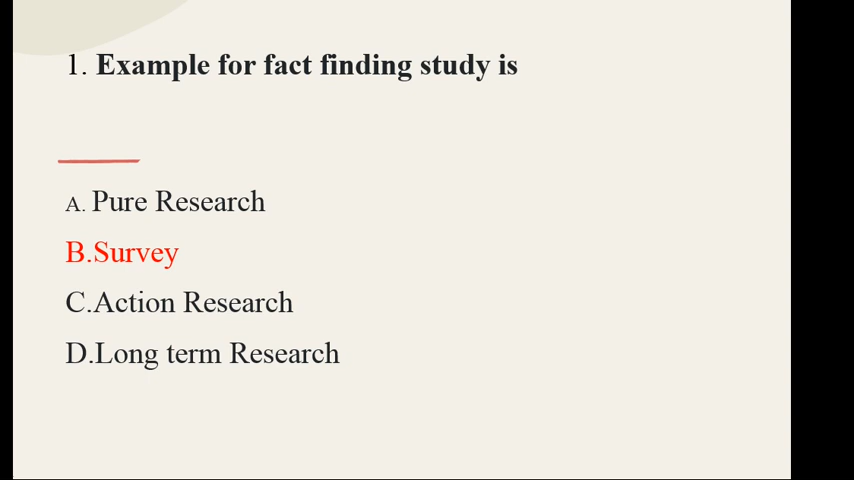 1. Example for fact finding study is
A. Pure Research
B.Survey
C.Action Research
D.Long term Research